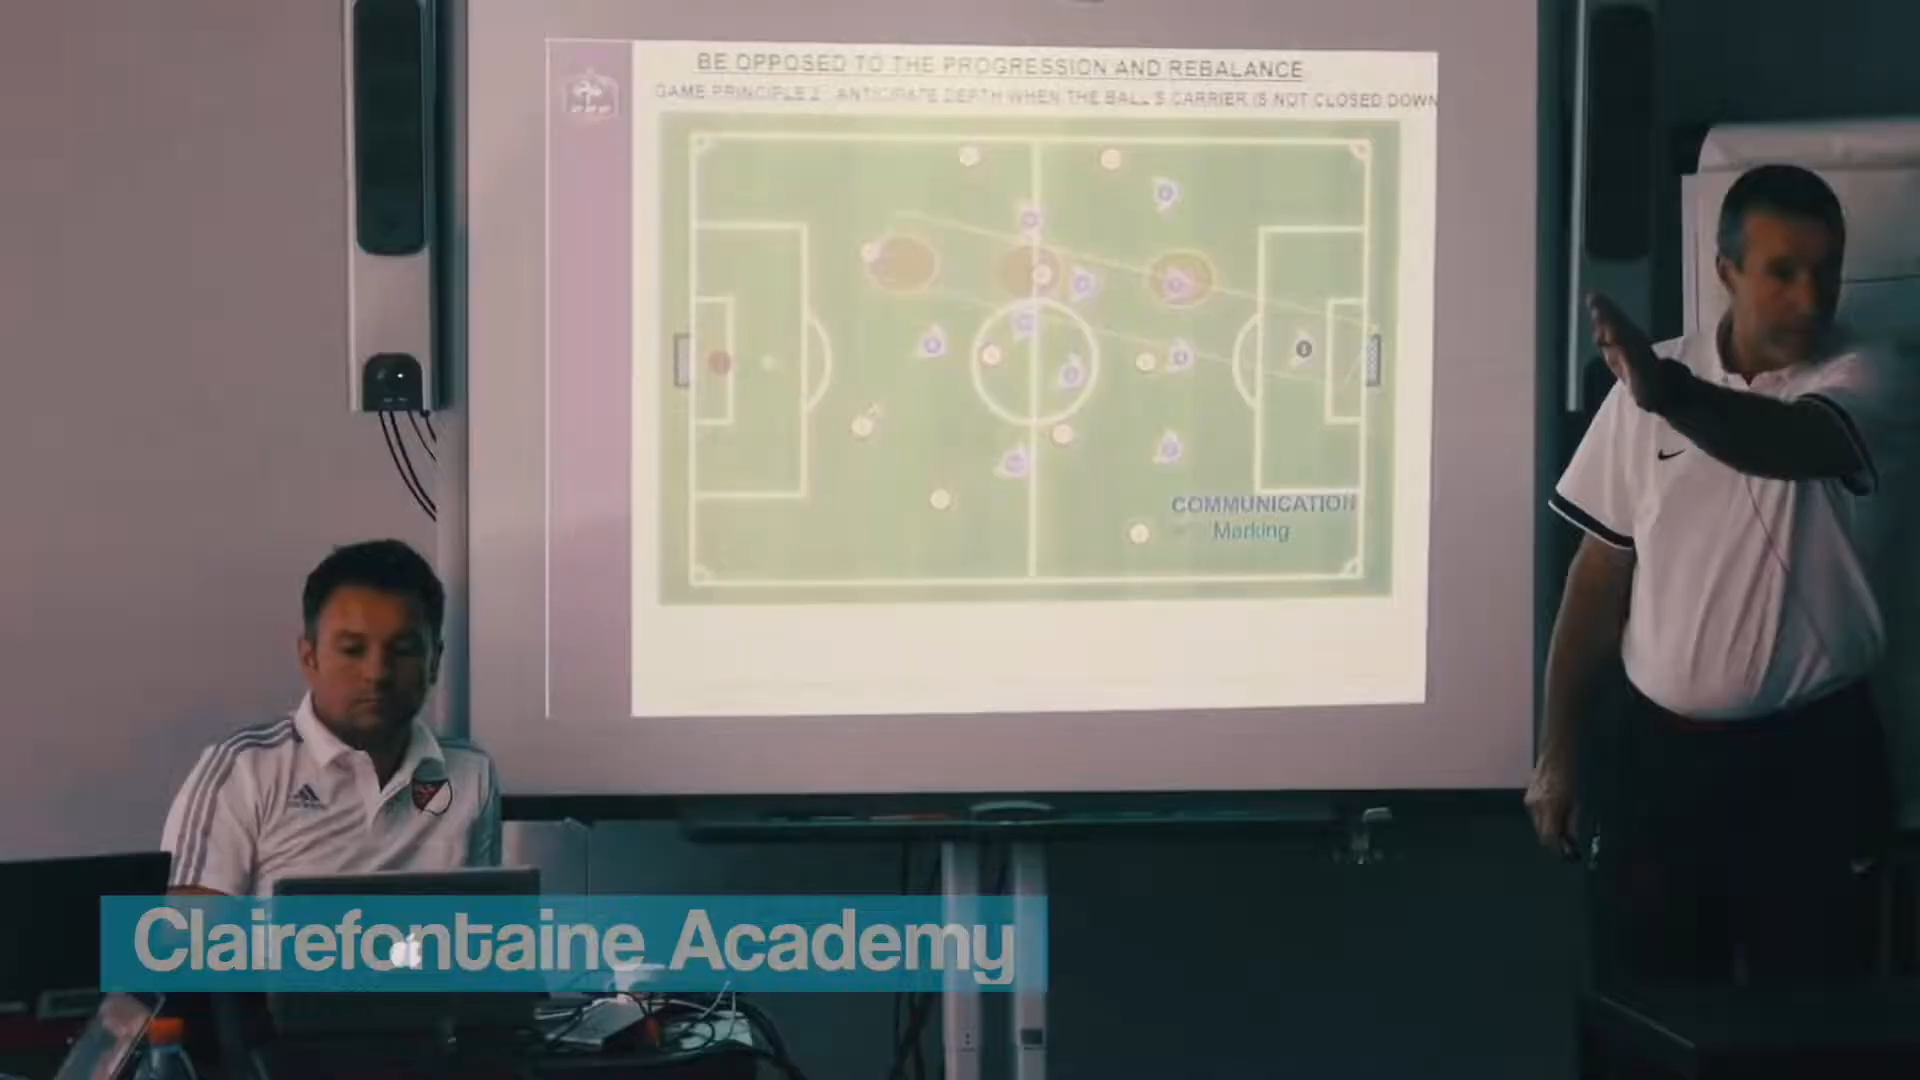 BE OPPOSED TO THE PROGRESSION AND REBALANCE
GAME PRINCIPLE 2 : ANTICIPATE DEPTH WHEN THE BALL'S CARRIER IS NOT CLOSED DOWN
COMMUNICATION
Marking
Clairefontaine Academy